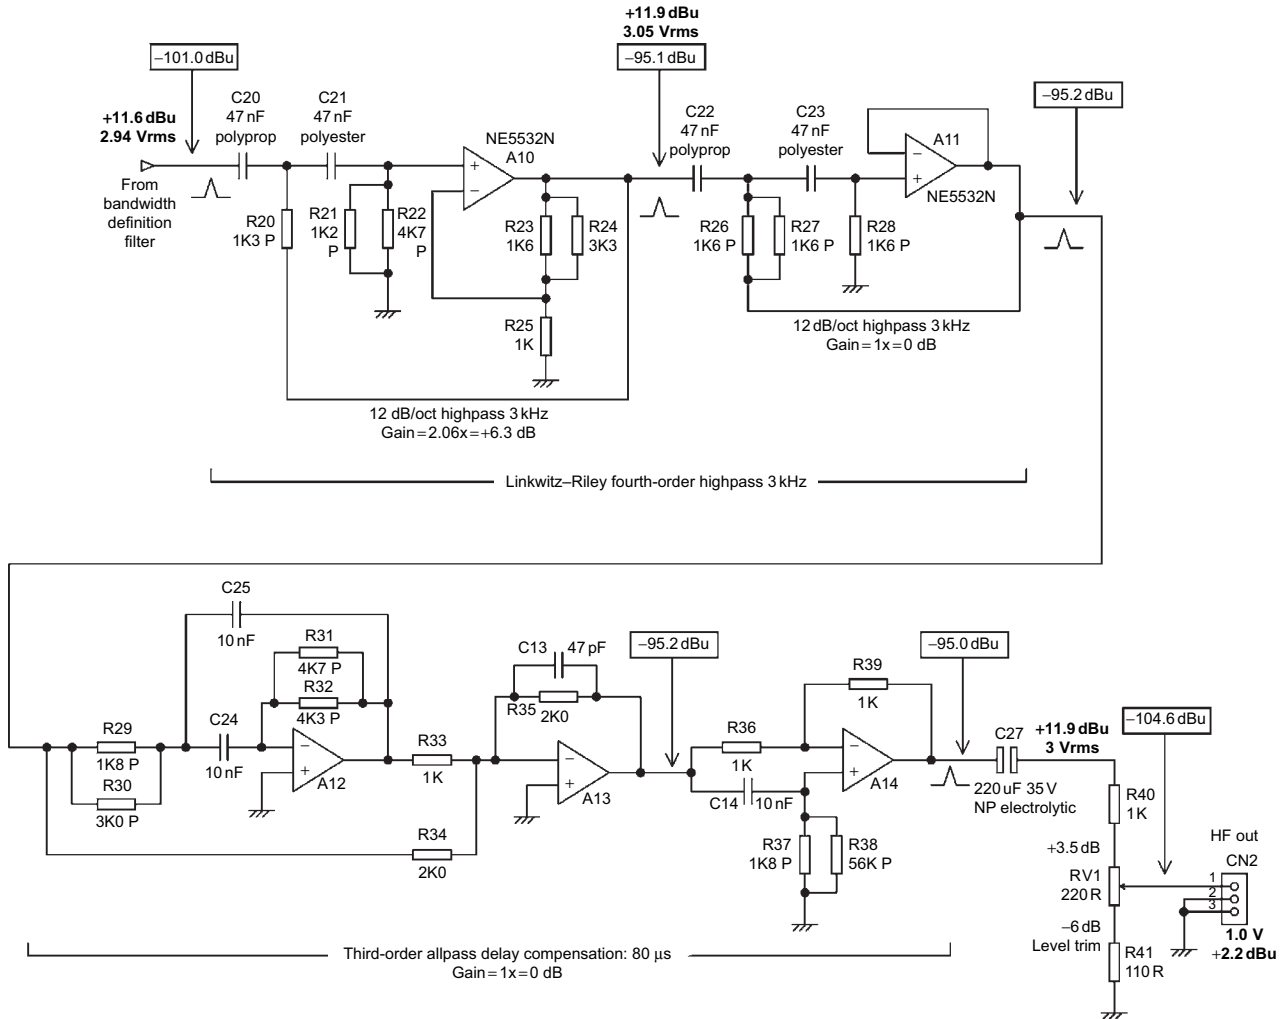 +11.9 dBu
3.05 Vrms
−101.0 dBu
−95.1 dBu
−95.2 dBu
+11.6 dBu
2.94 Vrms
C20
47 nF
polyprop
C21
47 nF
polyester
NE5532N
A10
C22
47 nF
polyprop
C23
47 nF
polyester
A11
NE5532N
From
bandwidth
definition
filter
+
−
−
+
R20
1K3 P
R21
1K2
P
R22
4K7
P
R23
1K6
R24
3K3
R25
1K
R26
1K6 P
R27
1K6 P
R28
1K6 P
12 dB/oct highpass 3 kHz
Gain=1x=0 dB
12 dB/oct highpass 3 kHz
Gain=2.06x=+6.3 dB
Linkwitz–Riley fourth-order highpass 3 kHz
C25
10 nF
R31
4K7 P
R32
4K3 P
C24
10 nF
R29
1K8 P
R30
3K0 P
−
+
A12
R33
1K
R34
2K0
C13
47 pF
R35
2K0
−
+
A13
−95.2 dBu
R36
1K
C14
10 nF
R37
1K8 P
R38
56K P
R39
1K
−
+
A14
−95.0 dBu
C27
220 uF 35 V
NP electrolytic
+11.9 dBu
3 Vrms
−104.6 dBu
R40
1K
+3.5 dB
RV1
220 R
−6 dB
Level trim
R41
110 R
HF out
CN2
1
2
3
1.0 V
+2.2 dBu
Third-order allpass delay compensation: 80 μs
Gain=1x=0 dB